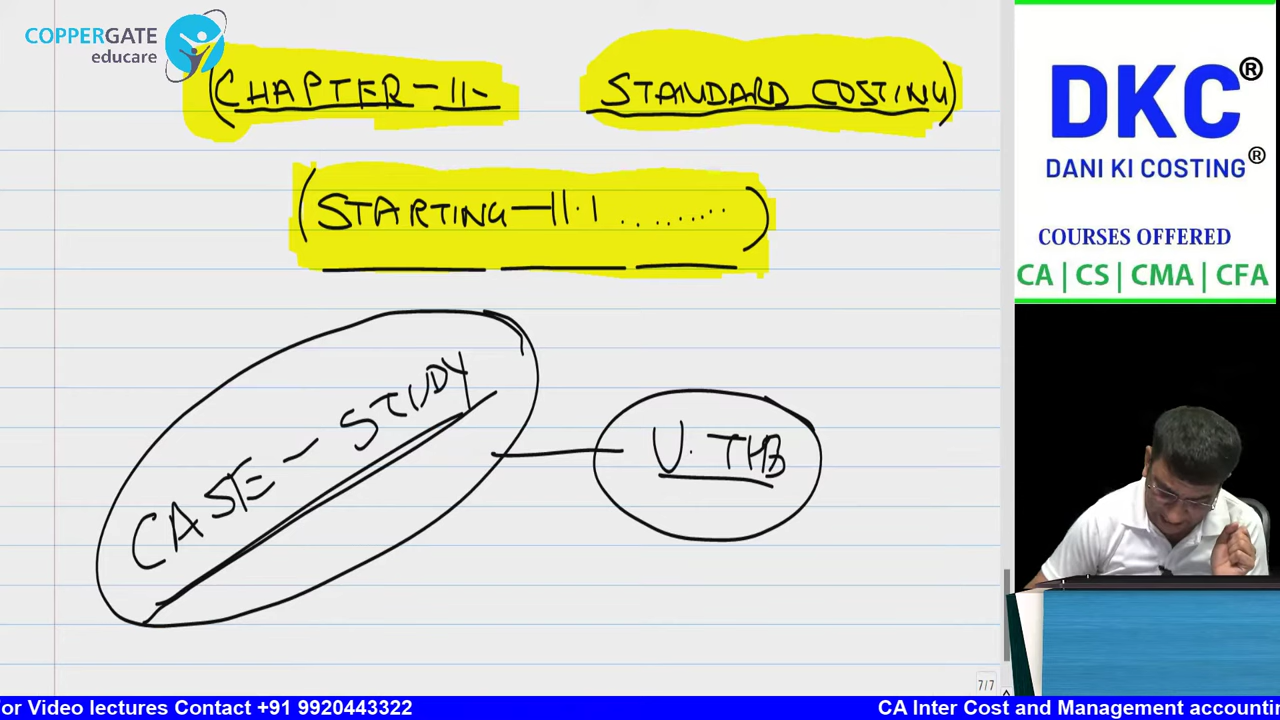 COPPERGATE
educare
(CHAPTER-11-
STANDARD COSTING)
(STARTING-11.1 .........)
CASE-STUDY
U. THB
7/7
DKC®
DANI KI COSTING®
COURSES OFFERED
CA | CS | CMA | CFA
or Video lectures Contact +91 9920443322
CA Inter Cost and Management accountin